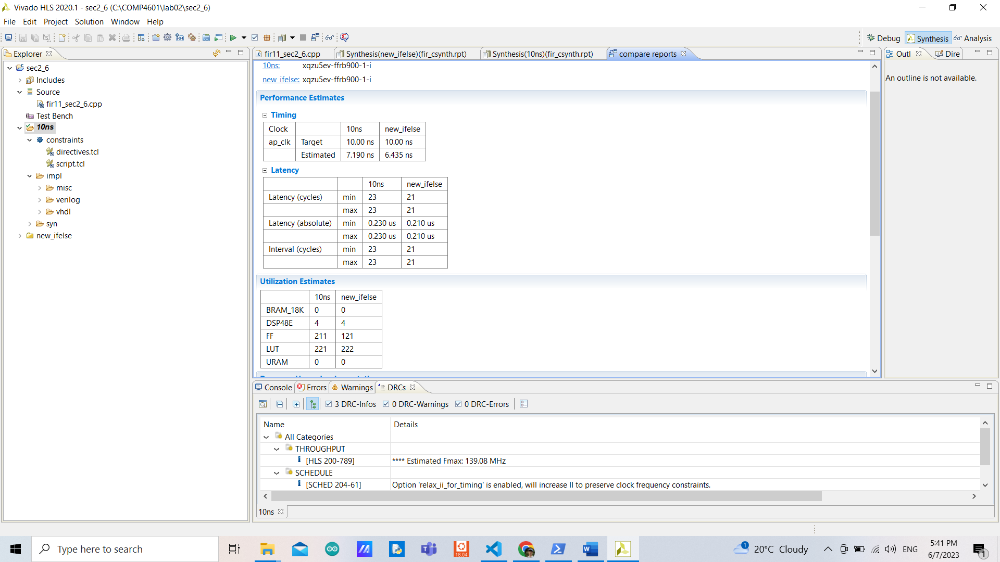 Vivado HLS 2020.1 - sec2_6 (C:\COMP4601\lab02\sec2_6)
File Edit Project Solution Window Help
Debug Synthesis Analysis
Explorer
sec2_6
Includes
Source
fir11_sec2_6.cpp
Test Bench
10ns
constraints
directives.tcl
script.tcl
impl
misc
verilog
vhdl
syn
new_ifelse
fir11_sec2_6.cpp Synthesis(new_ifelse)(fir_csynth.rpt) Synthesis(10ns)(fir_csynth.rpt) compare reports
10ns: xqzu5ev-ffrb900-1-i
new_ifelse: xqzu5ev-ffrb900-1-i
Performance Estimates
Timing
Clock 10ns new_ifelse
ap_clk Target 10.00 ns 10.00 ns
Estimated 7.190 ns 6.435 ns
Latency
10ns new_ifelse
Latency (cycles) min 23 21
max 23 21
Latency (absolute) min 0.230 us 0.210 us
max 0.230 us 0.210 us
Interval (cycles) min 23 21
max 23 21
Utilization Estimates
10ns new_ifelse
BRAM_18K 0 0
DSP48E 4 4
FF 211 121
LUT 221 222
URAM 0 0
Outl Dire
An outline is not available.
Console Errors Warnings DRCs
3 DRC-Infos 0 DRC-Warnings 0 DRC-Errors
Name Details
All Categories
THROUGHPUT
[HLS 200-789] **** Estimated Fmax: 139.08 MHz
SCHEDULE
[SCHED 204-61] Option 'relax_ii_for_timing' is enabled, will increase II to preserve clock frequency constraints.
10ns
Type here to search
18.04
1
20°C Cloudy
ENG
5:41 PM
6/7/2023
1